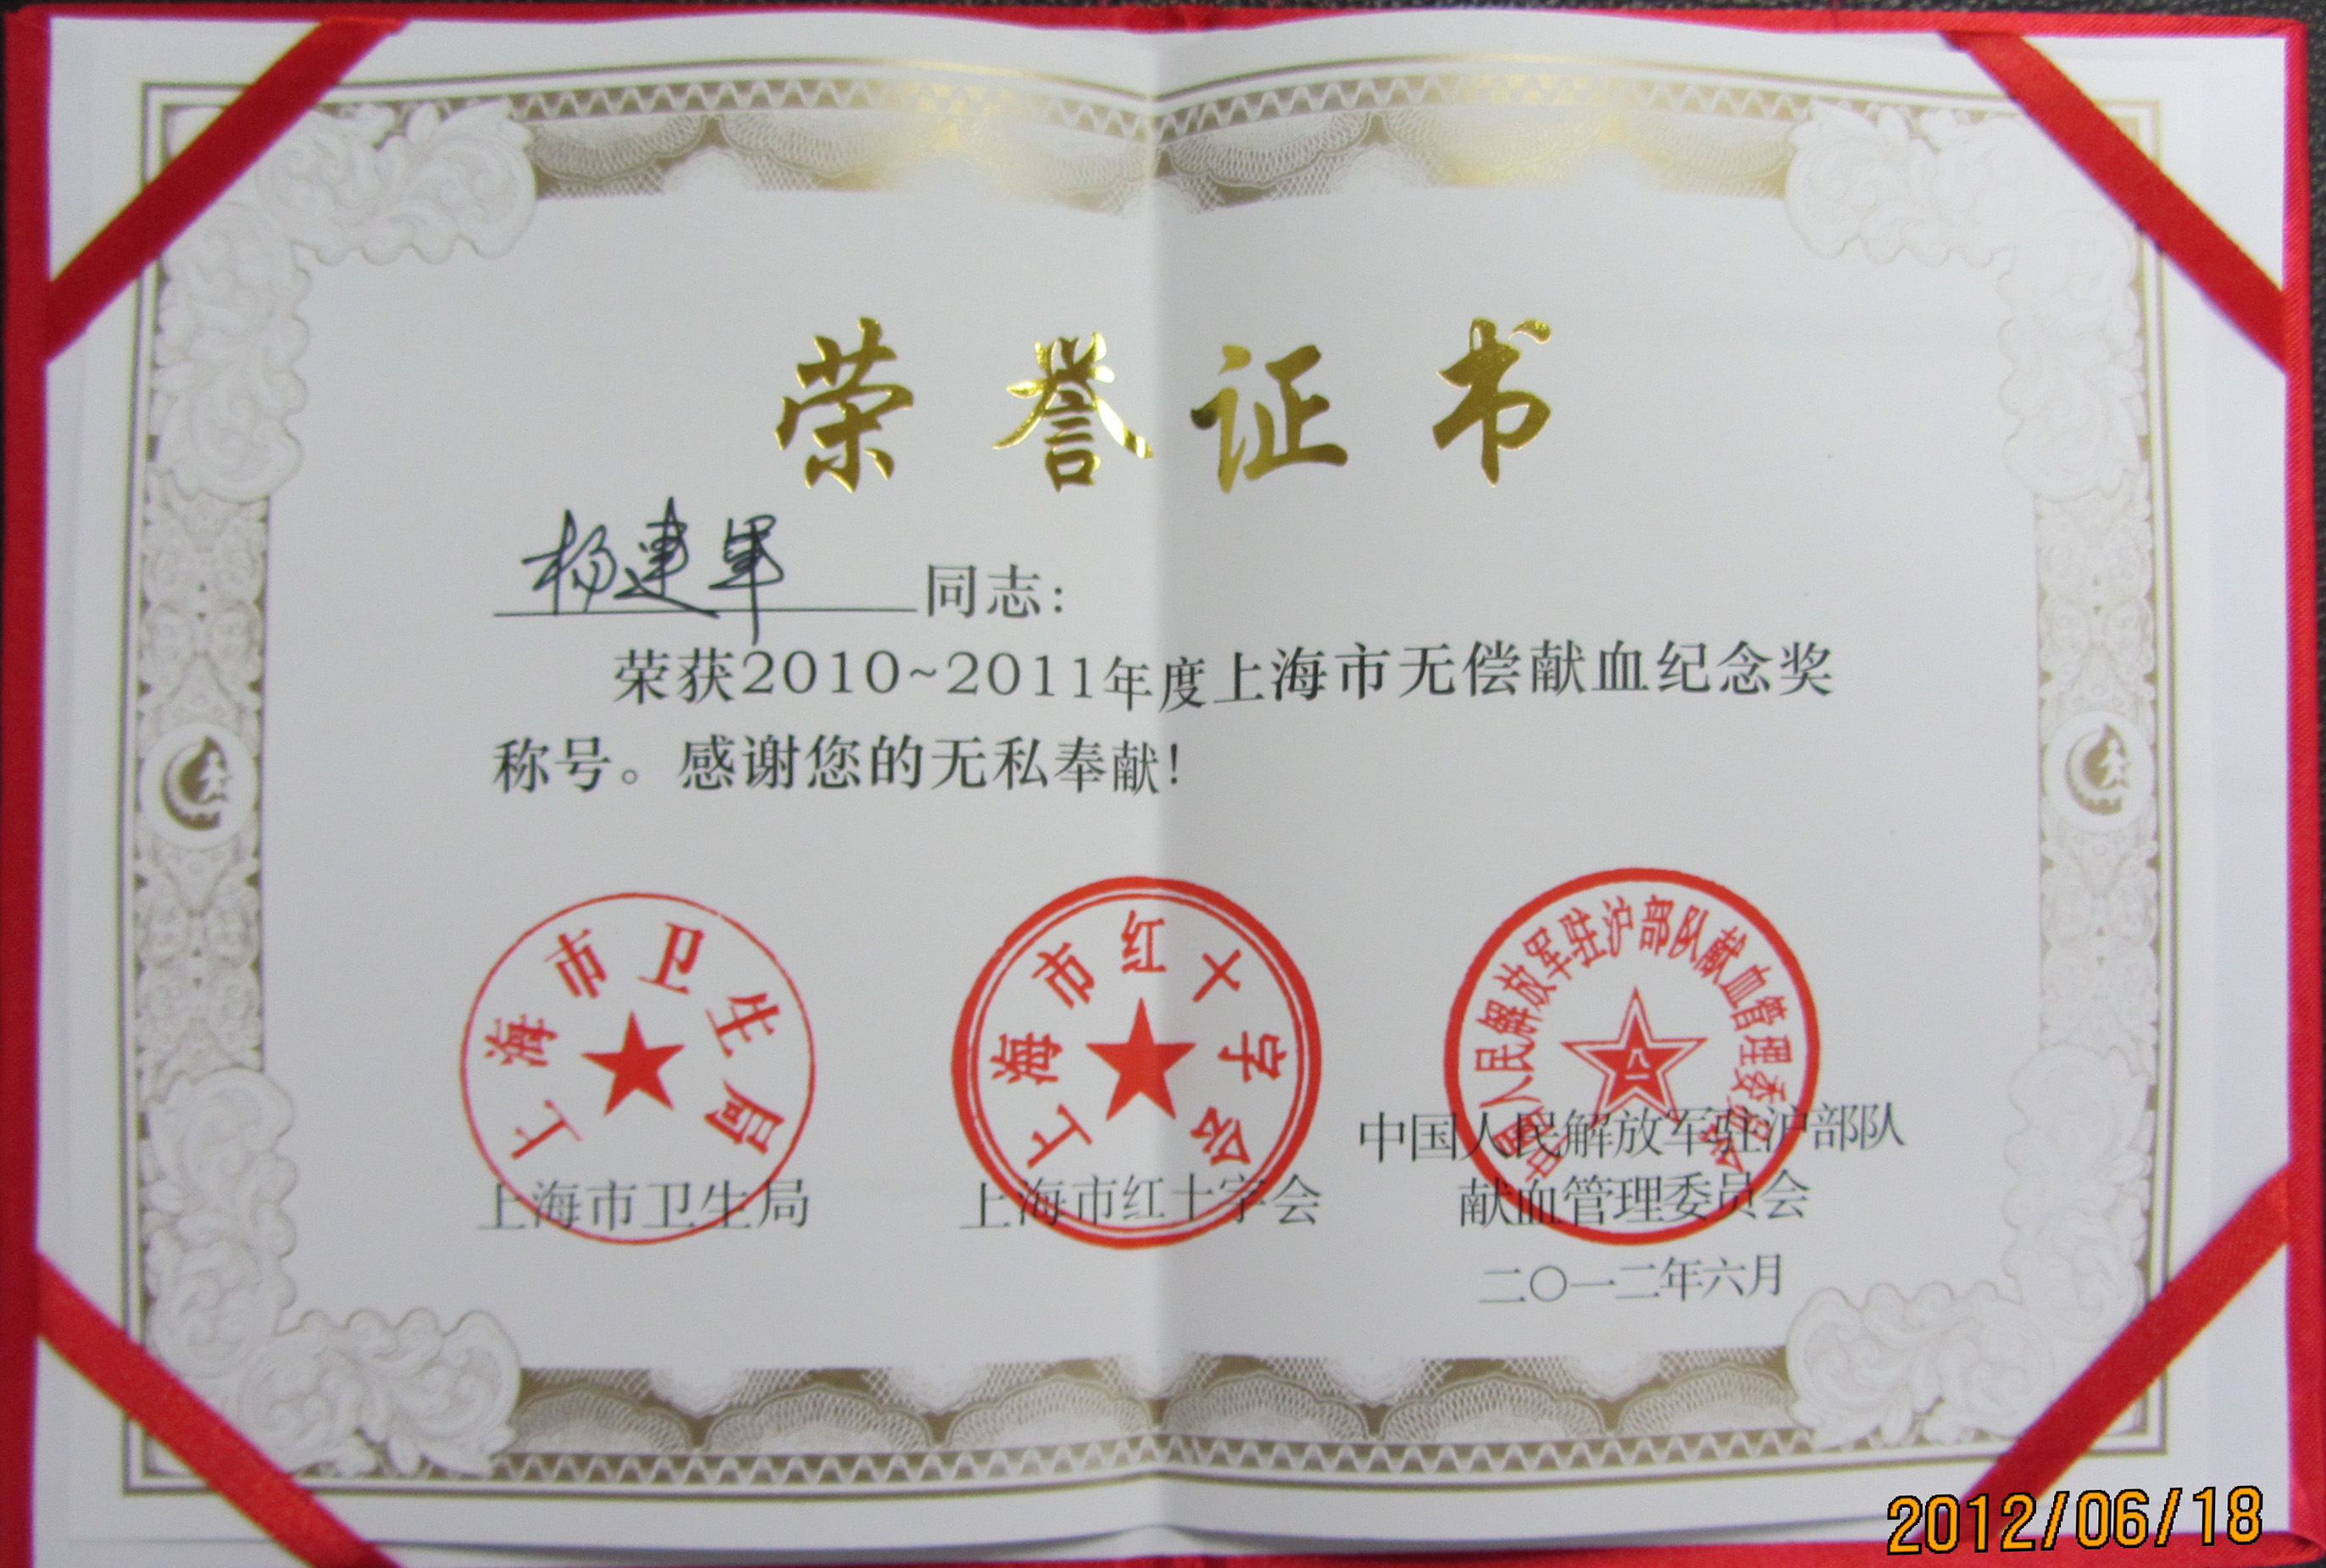 荣誉证书
杨建军 同志：
荣获2010~2011年度上海市无偿献血纪念奖
称号。感谢您的无私奉献！
上海市卫生局
上海市红十字会
中国人民解放军驻沪部队献血管理委员会
中国人民解放军驻沪部队
上海市卫生局 上海市红十字会 献血管理委员会
二〇一二年六月
2012/06/18